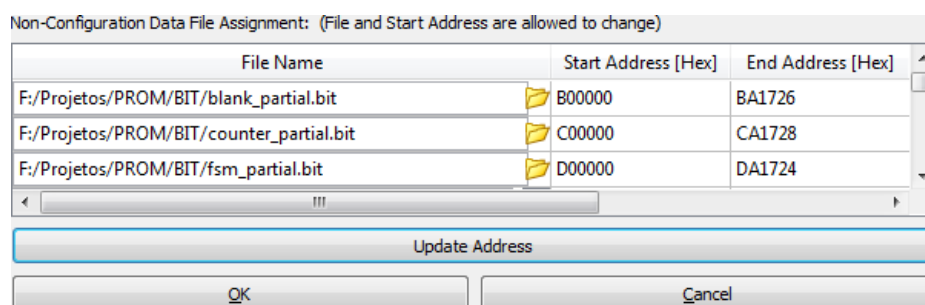 Non-Configuration Data File Assignment: (File and Start Address are allowed to change)
File Name Start Address [Hex] End Address [Hex]
F:/Projetos/PROM/BIT/blank_partial.bit B00000 BA1726
F:/Projetos/PROM/BIT/counter_partial.bit C00000 CA1728
F:/Projetos/PROM/BIT/fsm_partial.bit D00000 DA1724
Update Address
OK Cancel